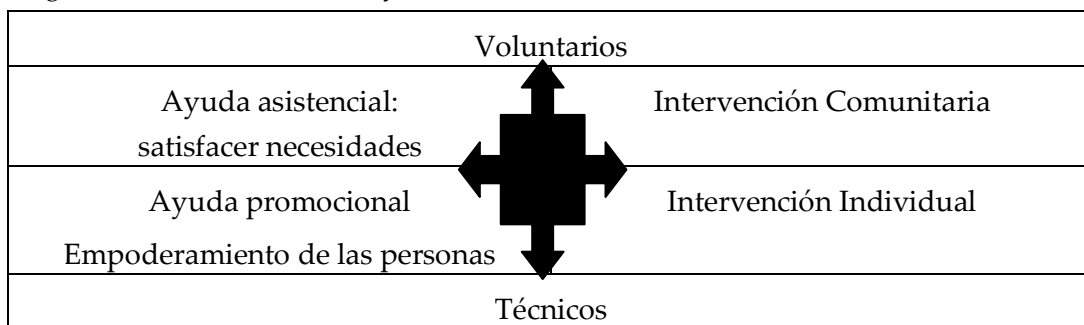 Voluntarios
Ayuda asistencial:
satisfacer necesidades
Intervención Comunitaria
Ayuda promocional
Empoderamiento de las personas
Intervención Individual
Técnicos